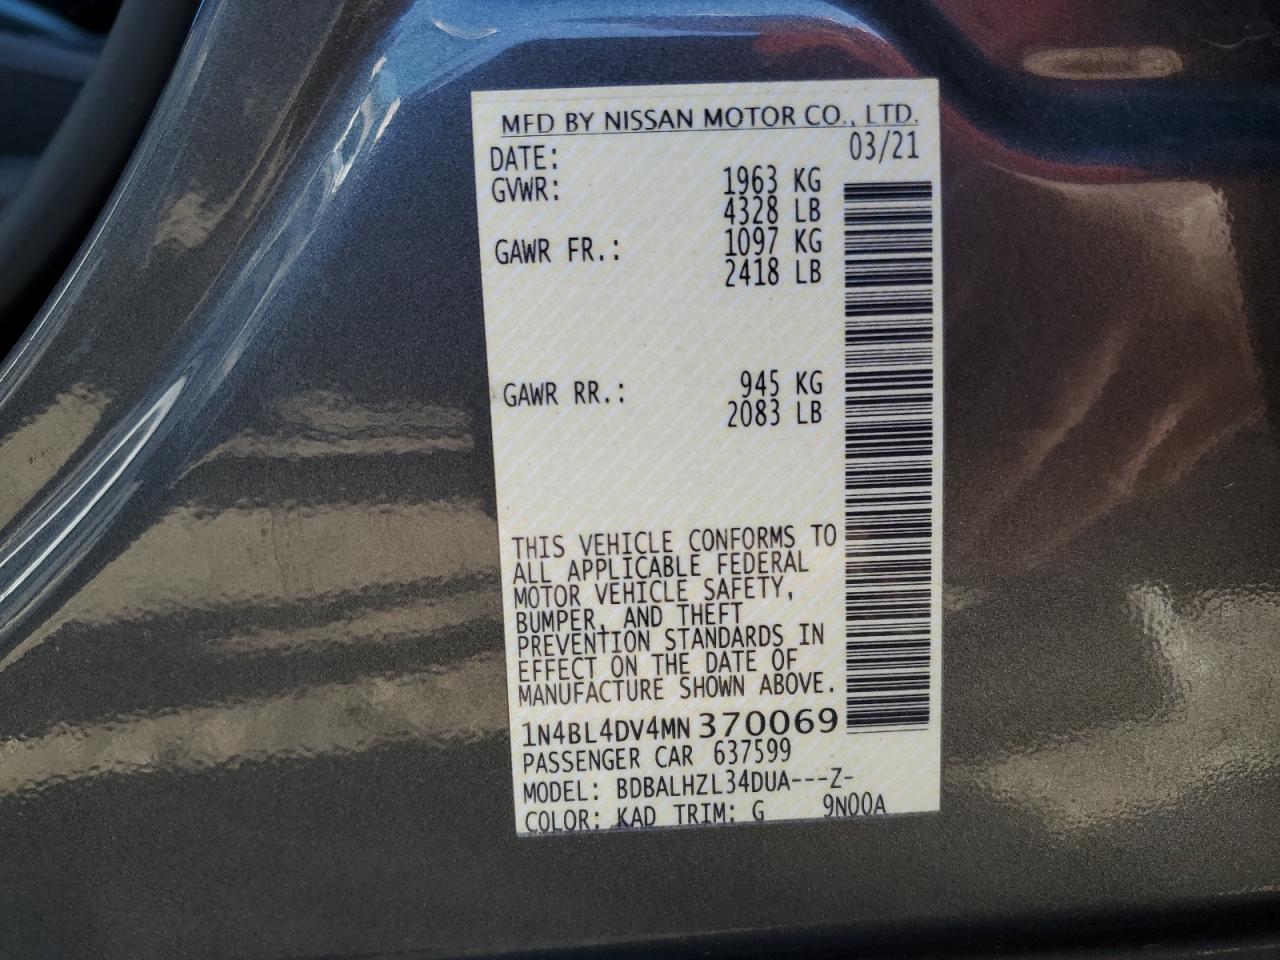 MFD BY NISSAN MOTOR CO., LTD.
DATE: 03/21
GVWR: 1963 KG
4328 LB
GAWR FR.: 1097 KG
2418 LB
GAWR RR.: 945 KG
2083 LB
THIS VEHICLE CONFORMS TO
ALL APPLICABLE FEDERAL
MOTOR VEHICLE SAFETY,
BUMPER, AND THEFT
PREVENTION STANDARDS IN
EFFECT ON THE DATE OF
MANUFACTURE SHOWN ABOVE.
1N4BL4DV4MN370069
PASSENGER CAR 637599
MODEL: BDBALHZL34DUA---Z-
COLOR: KAD TRIM: G 9N00A